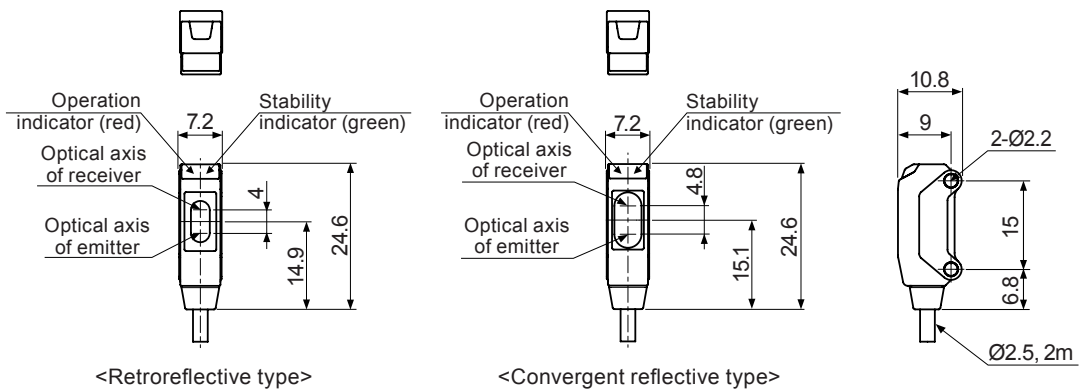 Operation
indicator (red)
7.2
Stability
indicator (green)
Optical axis
of receiver
Optical axis
of emitter
4
14.9
24.6
<Retroreflective type>
Operation
indicator (red)
7.2
Stability
indicator (green)
Optical axis
of receiver
Optical axis
of emitter
4.8
15.1
24.6
<Convergent reflective type>
10.8
9
2-Ø2.2
15
6.8
Ø2.5, 2m